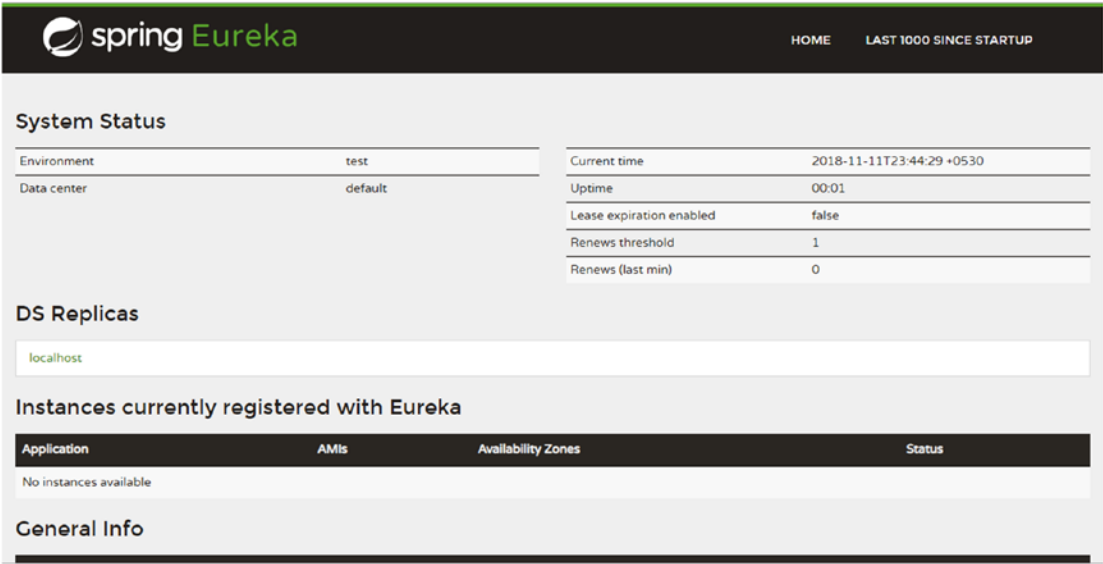 spring Eureka
HOME LAST 1000 SINCE STARTUP
System Status
Environment test
Data center default
Current time 2018-11-11T23:44:29 +0530
Uptime 00:01
Lease expiration enabled false
Renews threshold 1
Renews (last min) 0
DS Replicas
localhost
Instances currently registered with Eureka
Application AMIs Availability Zones Status
No instances available
General Info